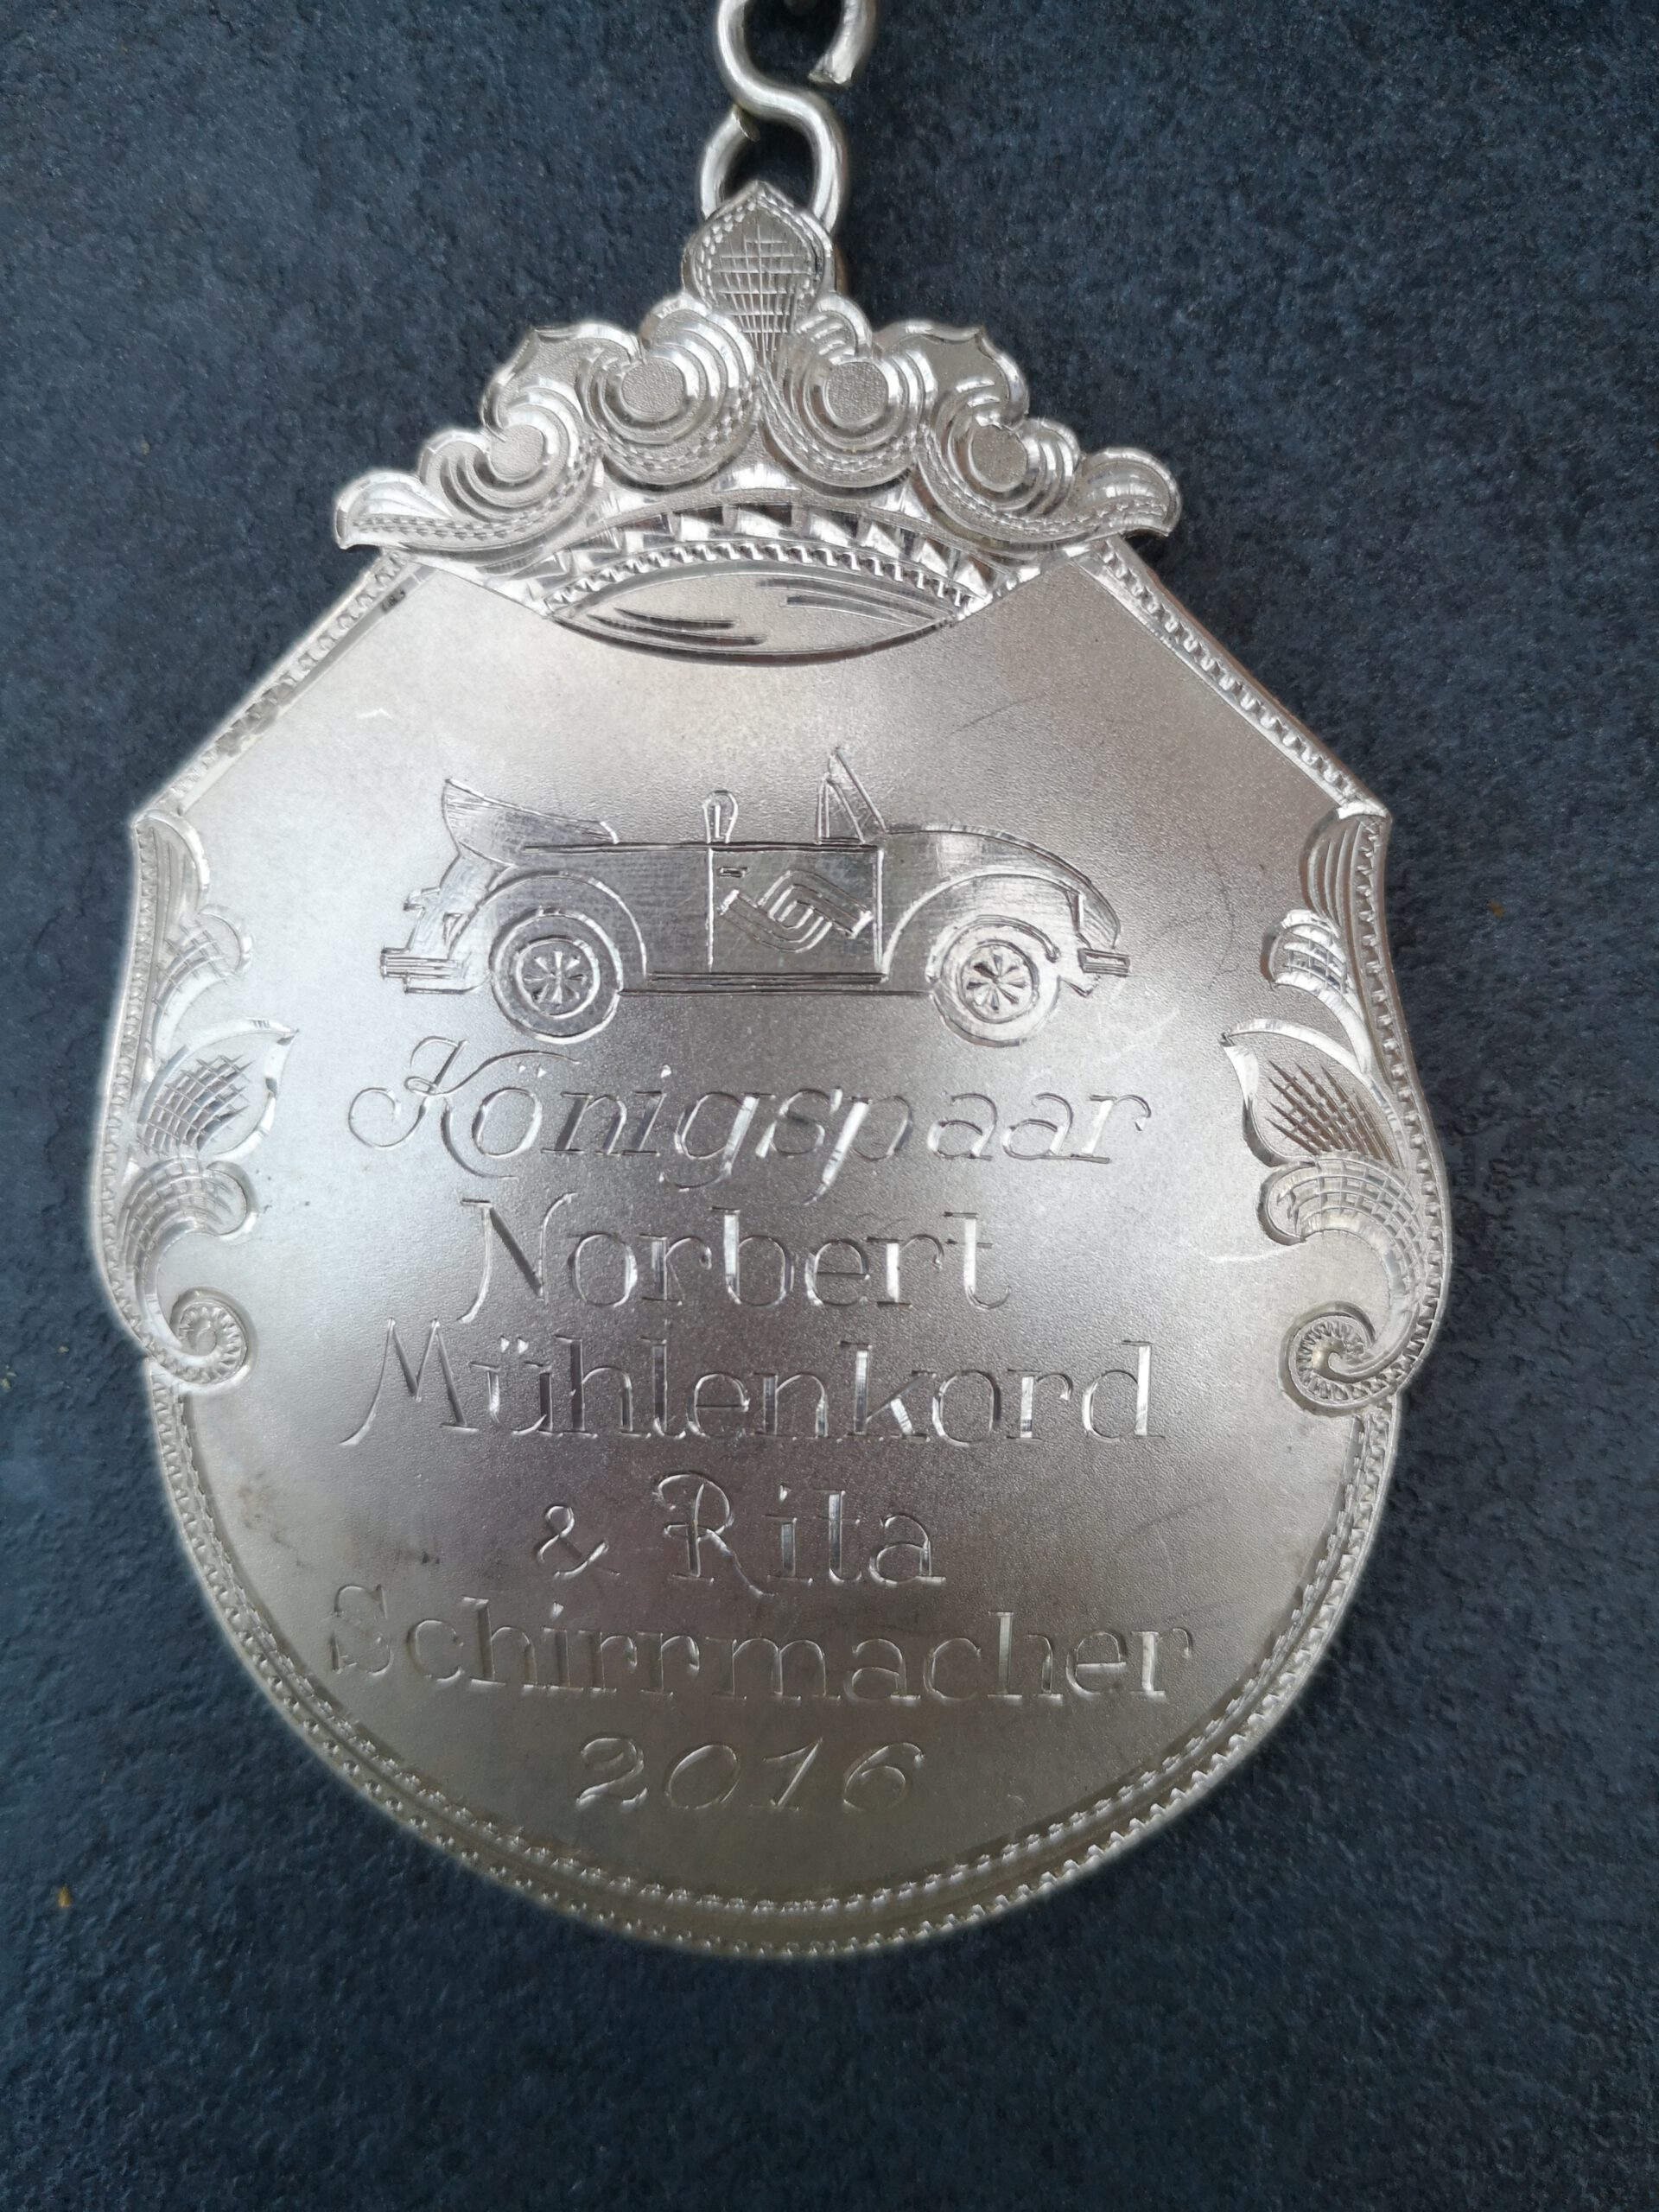 Königspaar
Norbert
Mühlenkord
& Rita
Schirrmacher
2016